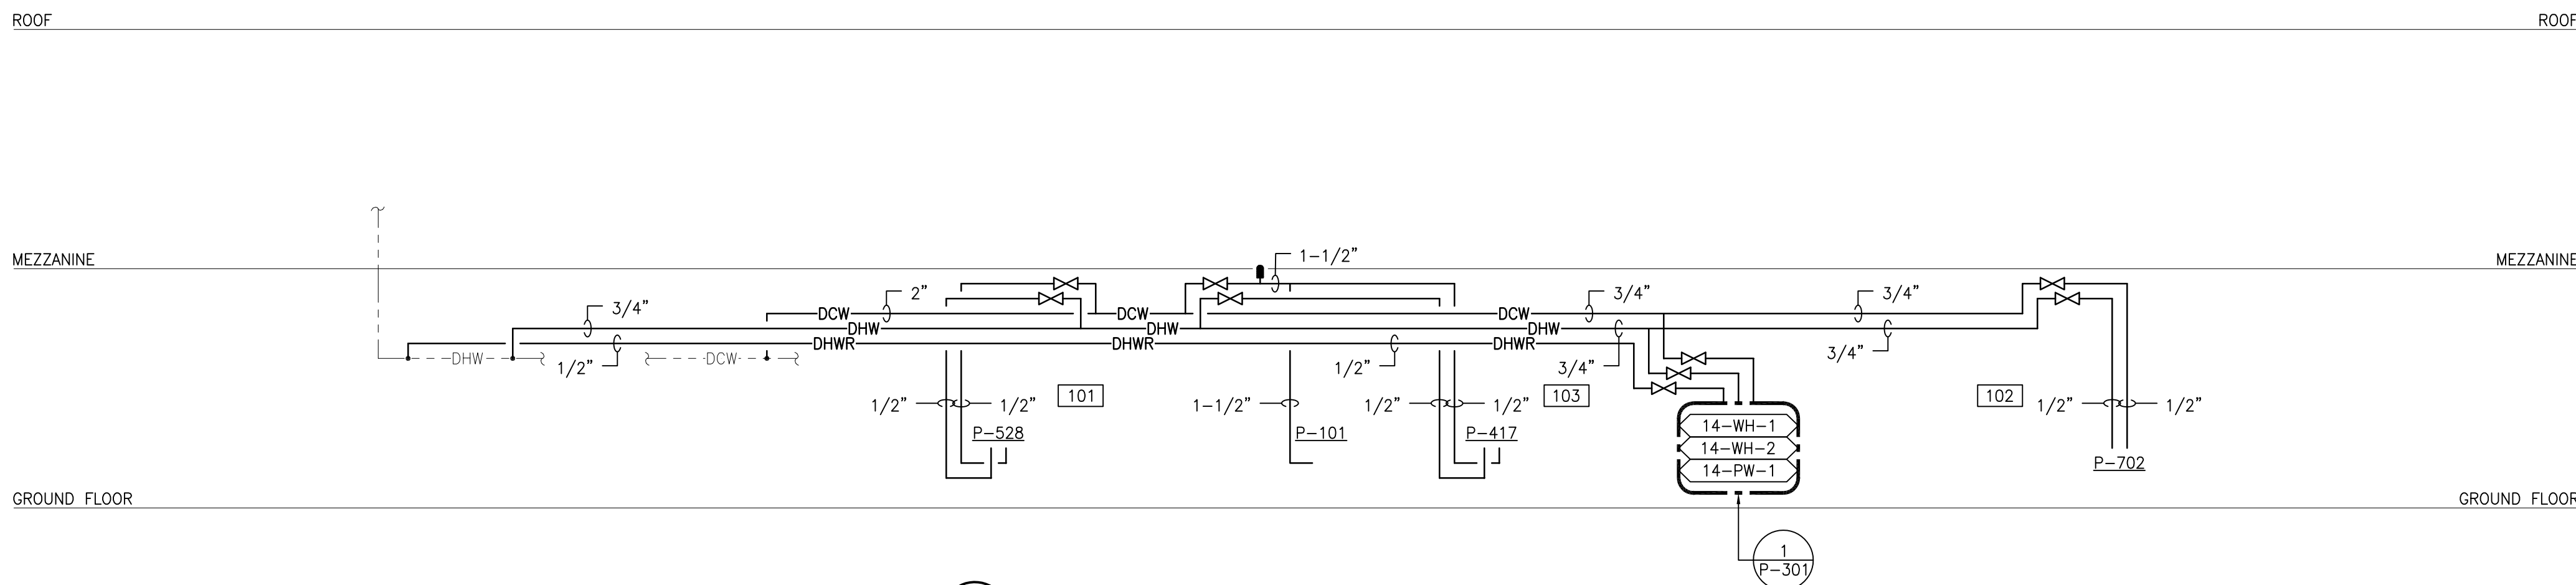 ROOF
ROOF
MEZZANINE
MEZZANINE
1-1/2”
3/4”
2”
3/4”
3/4”
DCW
DCW
DCW
DHW
DHW
DHW
DHWR
DHWR
DHWR
DHW
DCW
1/2”
1/2”
3/4”
3/4”
101
103
102
1/2”
1/2”
1-1/2”
1/2”
1/2”
1/2”
1/2”
P-528
P-101
P-417
14-WH-1
14-WH-2
14-PW-1
P-702
GROUND FLOOR
GROUND FLOOR
1
P-301